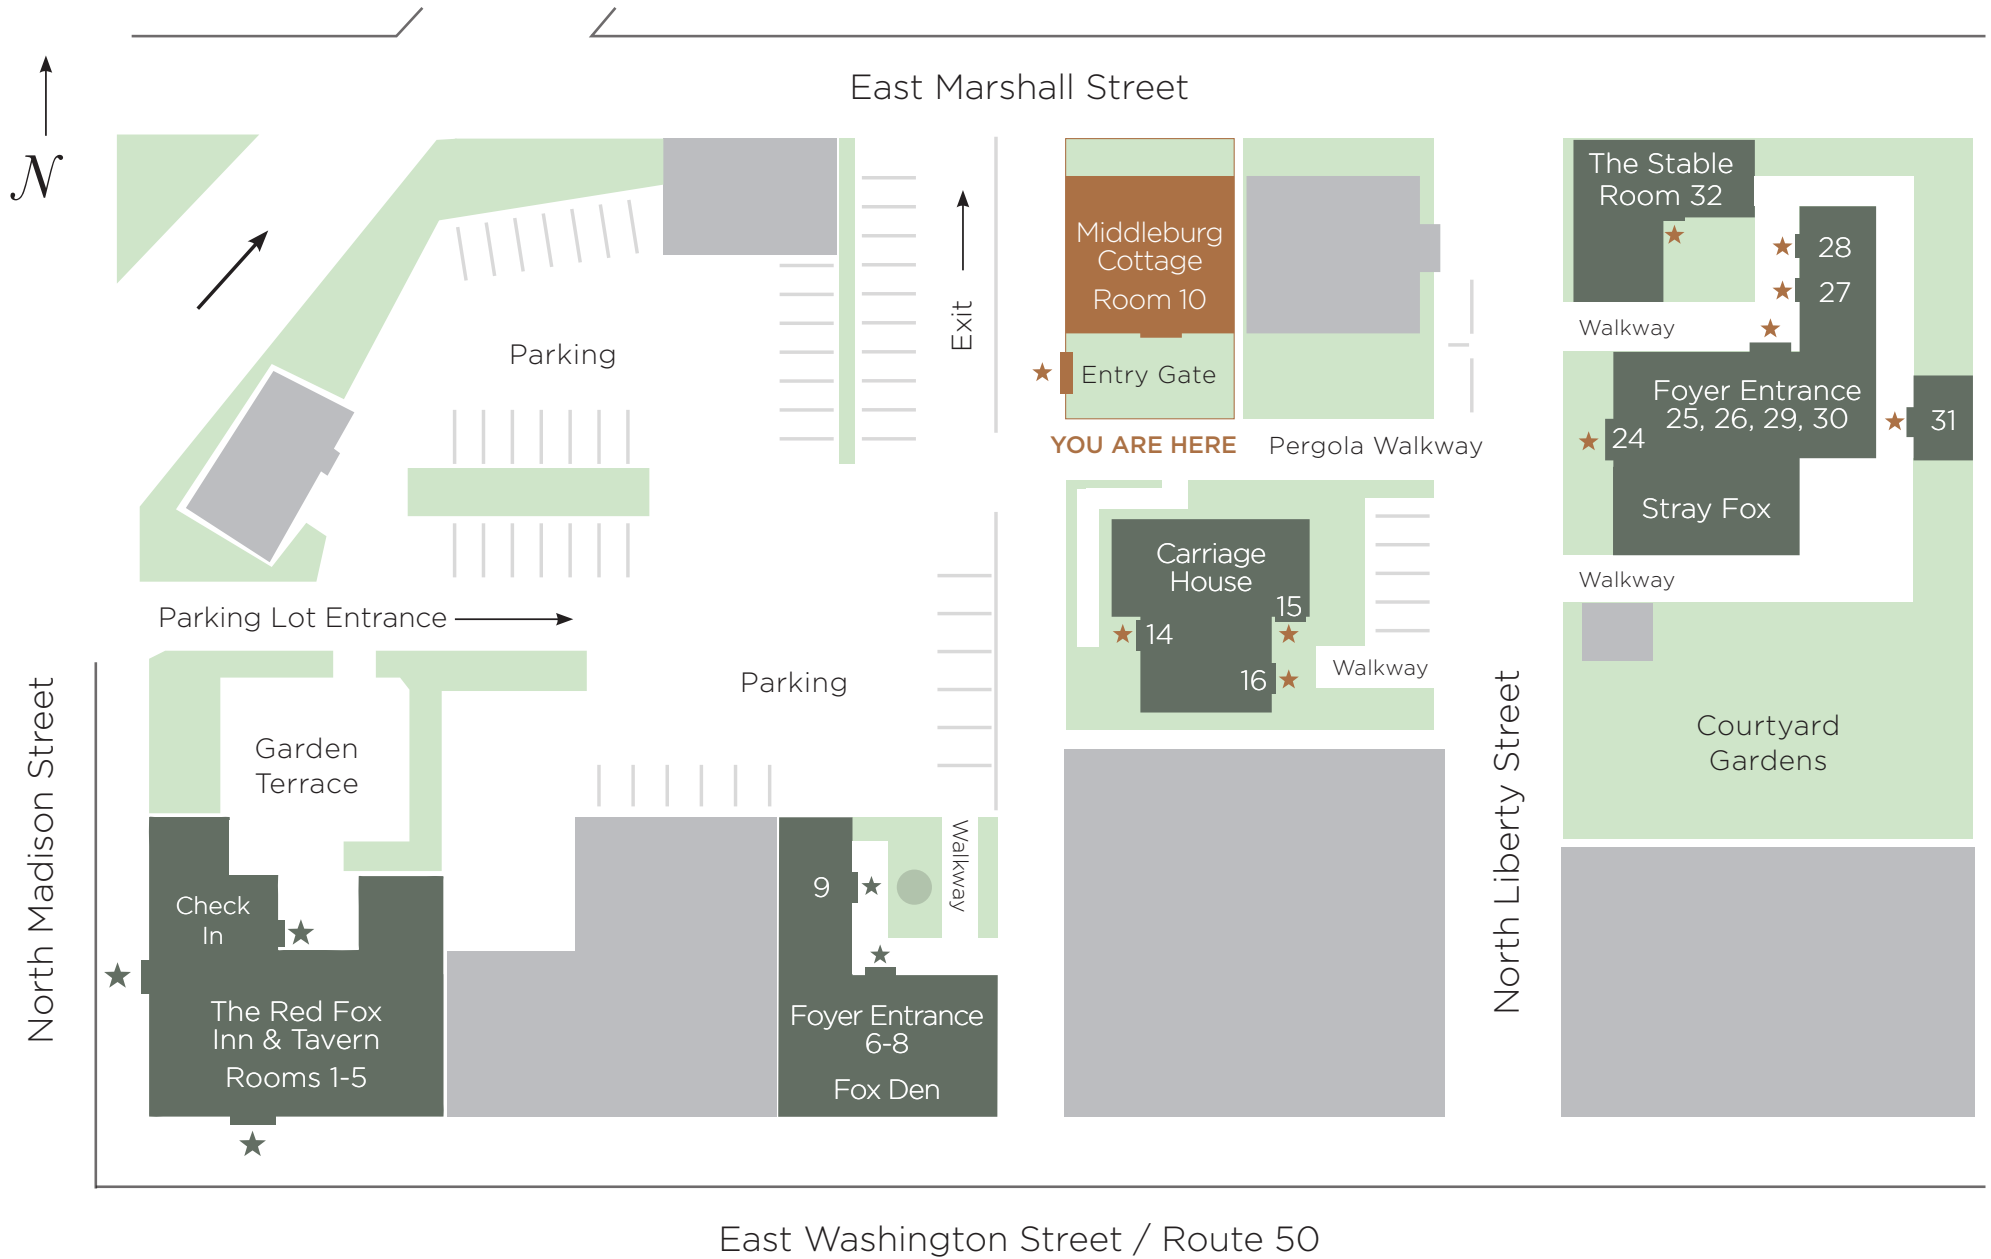 East Marshall Street
N
The Stable
Room 32
Middleburg
Cottage
Room 10
28
27
Exit
Walkway
Parking
Entry Gate
Foyer Entrance
25, 26, 29, 30
31
24
YOU ARE HERE
Pergola Walkway
Stray Fox
Carriage
House
Walkway
15
Parking Lot Entrance
14
16
Walkway
Parking
North Madison Street
Garden
Terrace
North Liberty Street
Courtyard
Gardens
Walkway
9
Check
In
The Red Fox
Inn & Tavern
Rooms 1-5
Foyer Entrance
6-8
Fox Den
East Washington Street / Route 50